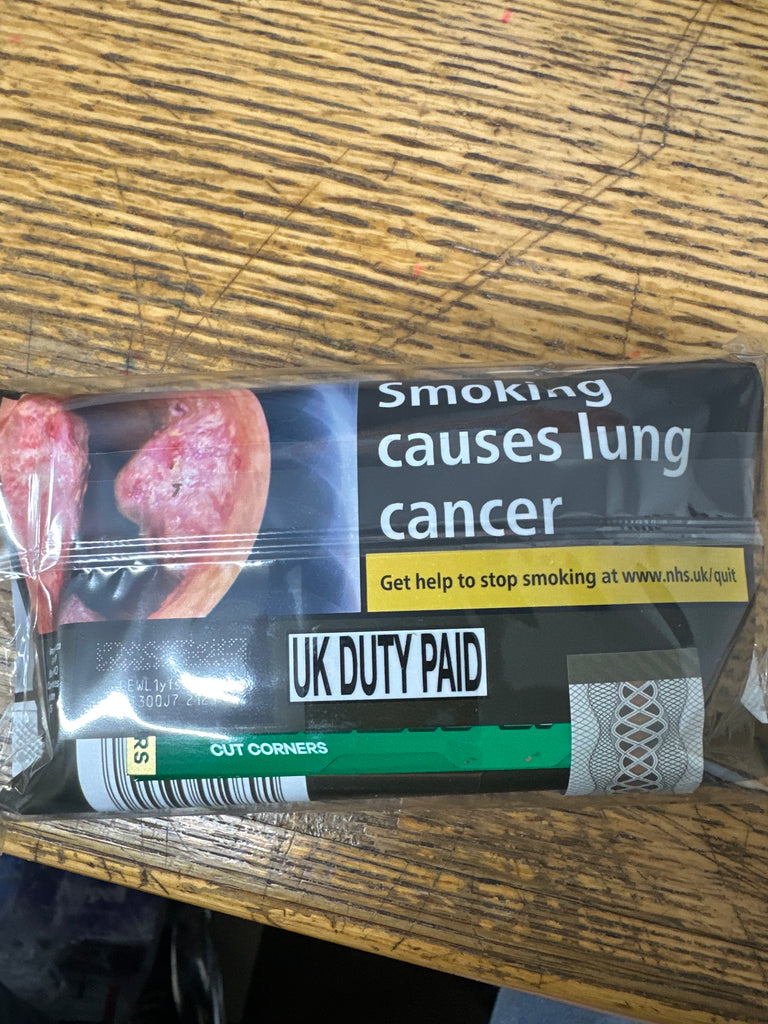 Smoking
causes lung
cancer
Get help to stop smoking at www.nhs.uk/quit
UK DUTY PAID
RS
CUT CORNERS